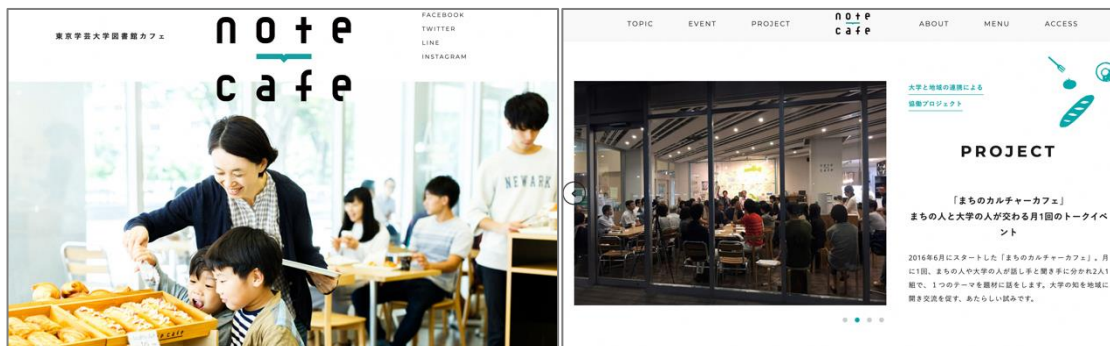 東京学芸大学図書館カフェ
note
cafe
FACEBOOK
TWITTER
LINE
INSTAGRAM
NEWARK
TOPIC
EVENT
PROJECT
note
cafe
ABOUT
MENU
ACCESS
大学と地域の連携による
協働プロジェクト
PROJECT
「まちのカルチャーカフェ」
まちの人と大学の人が交わる月1回のトークイベ
ント
2016年6月にスタートした「まちのカルチャーカフェ」。月
に1回、まちの人や大学の人が話し手と聞き手に分かれ2人1
組で、1つのテーマを題材に話をします。大学の知を地域に
開き交流を促す、あたらしい試みです。